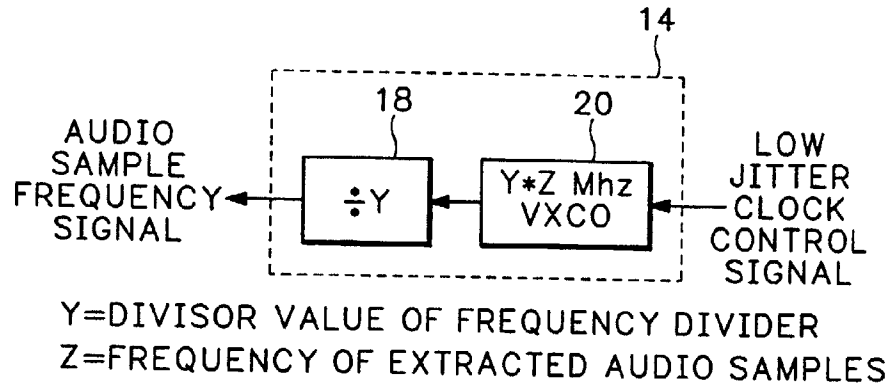 14
18
20
AUDIO
SAMPLE
FREQUENCY
SIGNAL
÷Y
Y*Z Mhz
VXCO
LOW
JITTER
CLOCK
CONTROL
SIGNAL
Y=DIVISOR VALUE OF FREQUENCY DIVIDER
Z=FREQUENCY OF EXTRACTED AUDIO SAMPLES